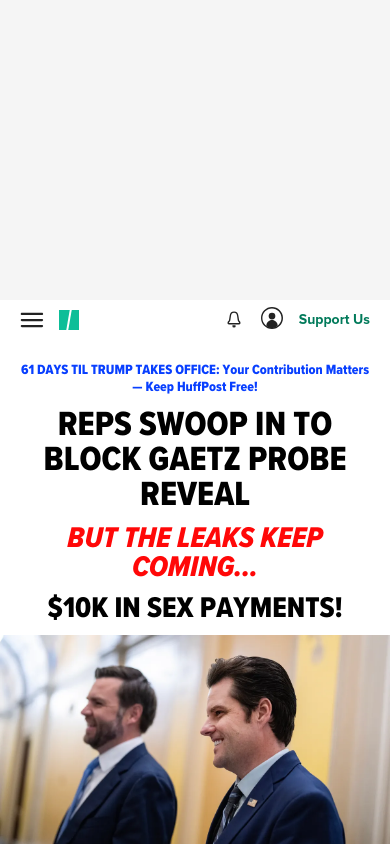 Support Us
61 DAYS TIL TRUMP TAKES OFFICE: Your Contribution Matters
— Keep HuffPost Free!
REPS SWOOP IN TO
BLOCK GAETZ PROBE
REVEAL
BUT THE LEAKS KEEP
COMING...
$10K IN SEX PAYMENTS!